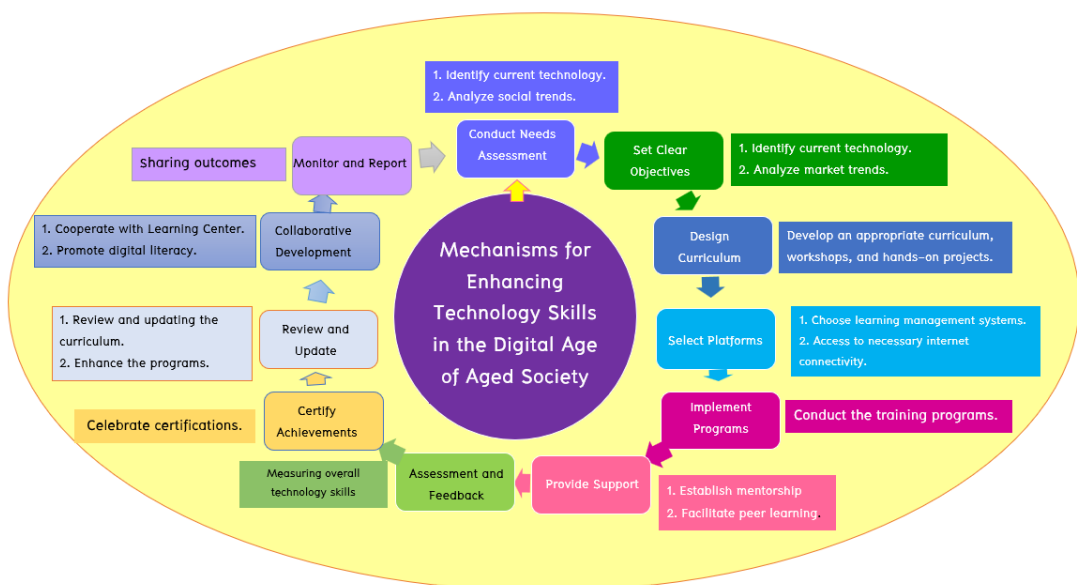 1. Identify current technology.
2. Analyze social trends.
Conduct Needs
Assessment
Set Clear
Objectives
1. Identify current technology.
2. Analyze market trends.
Design
Curriculum
Develop an appropriate curriculum,
workshops, and hands-on projects.
Select Platforms
1. Choose learning management systems.
2. Access to necessary internet
connectivity.
Implement
Programs
Conduct the training programs.
Provide Support
1. Establish mentorship
2. Facilitate peer learning.
Assessment and
Feedback
Measuring overall
technology skills
Certify
Achievements
Celebrate certifications.
Review and
Update
1. Review and updating the
curriculum.
2. Enhance the programs.
Collaborative
Development
1. Cooperate with Learning Center.
2. Promote digital literacy.
Monitor and Report
Sharing outcomes
Mechanisms for
Enhancing
Technology Skills
in the Digital Age
of Aged Society